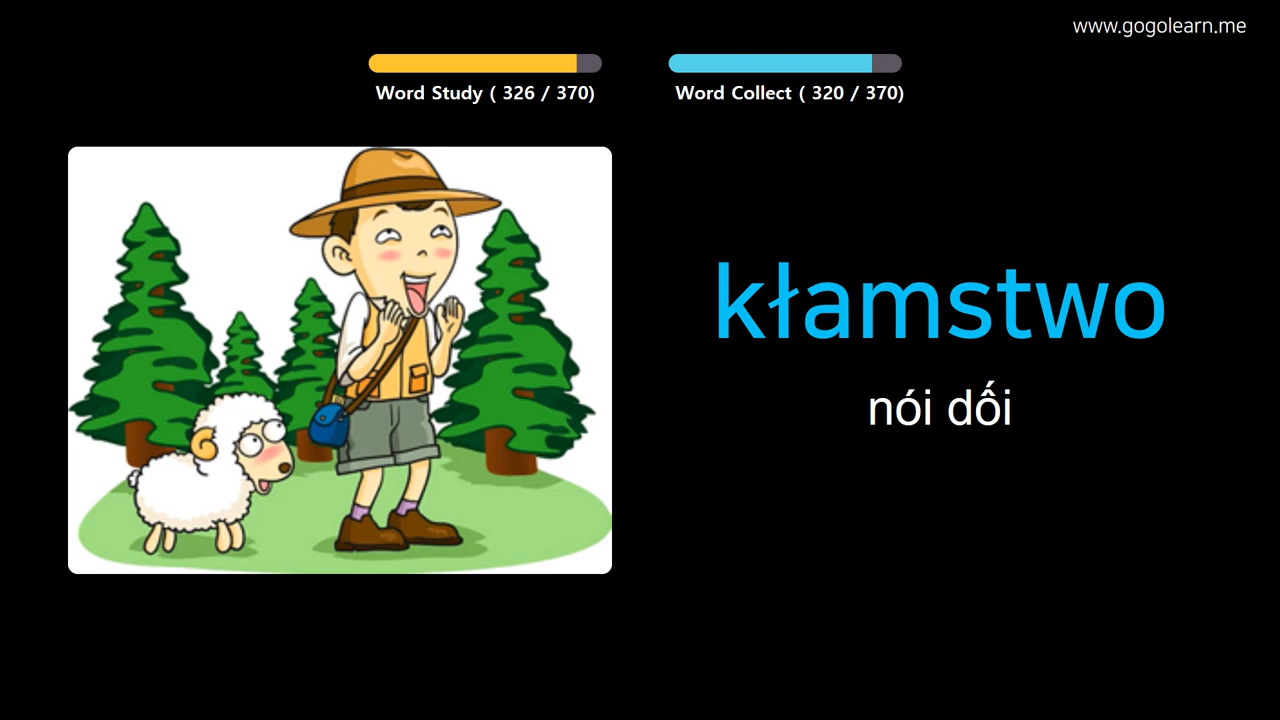 www.gogolearn.me
Word Study ( 326 / 370)
Word Collect ( 320 / 370)
kłamstwo
nói dối